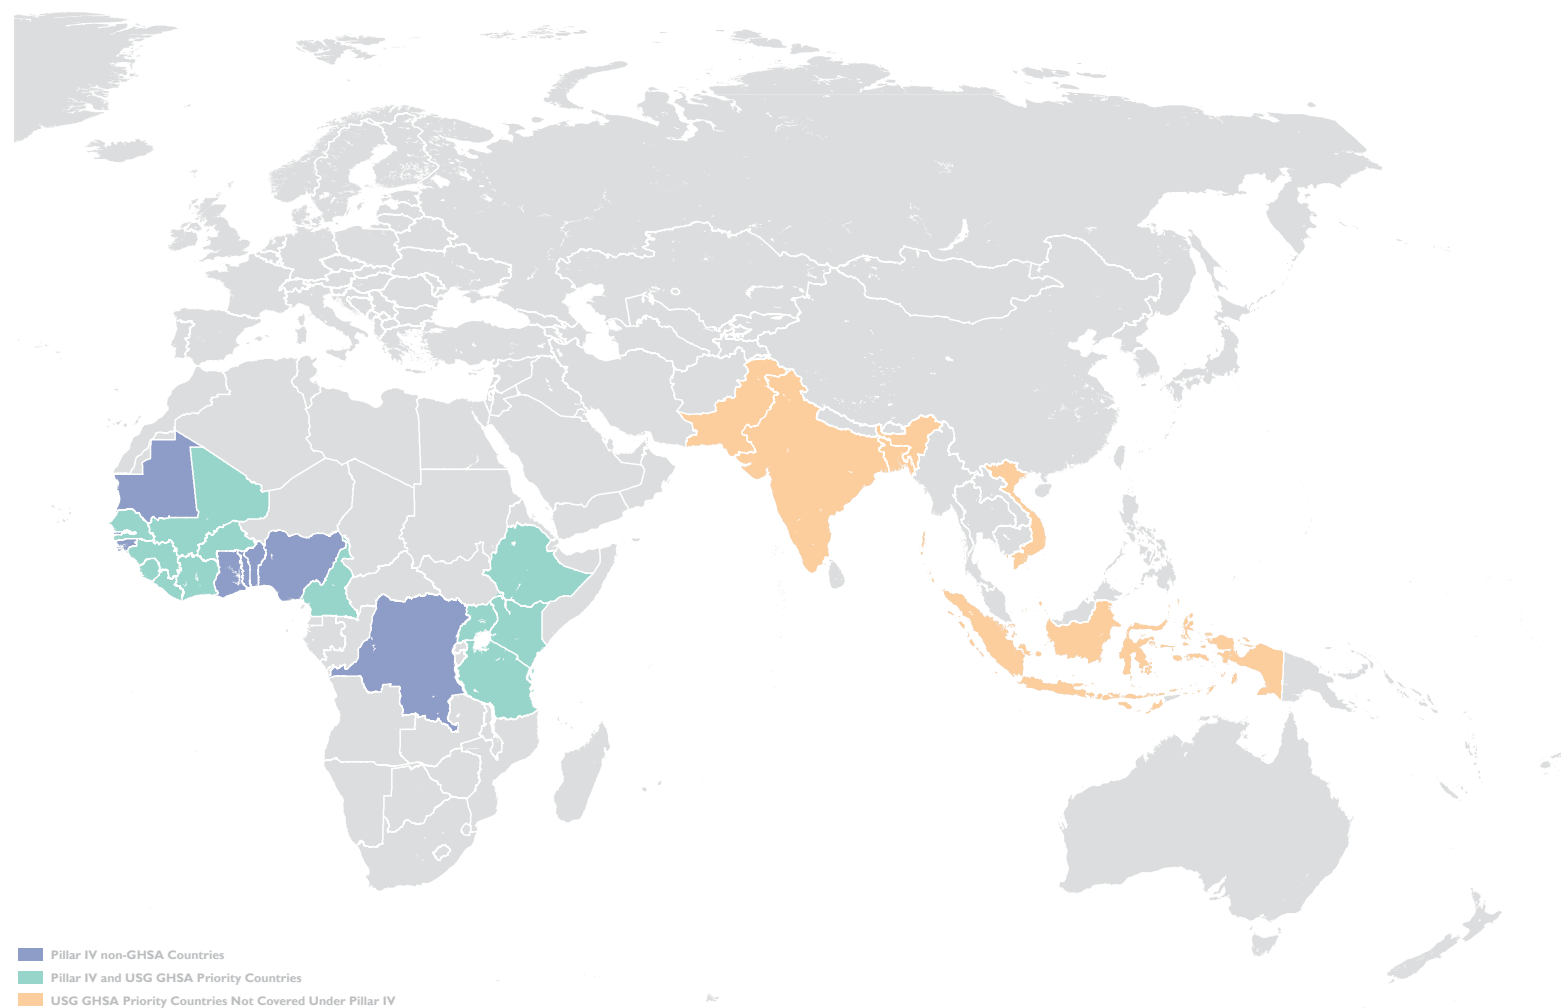 Pillar IV non-GHSA Countries
Pillar IV and USG GHSA Priority Countries
USG GHSA Priority Countries Not Covered Under Pillar IV